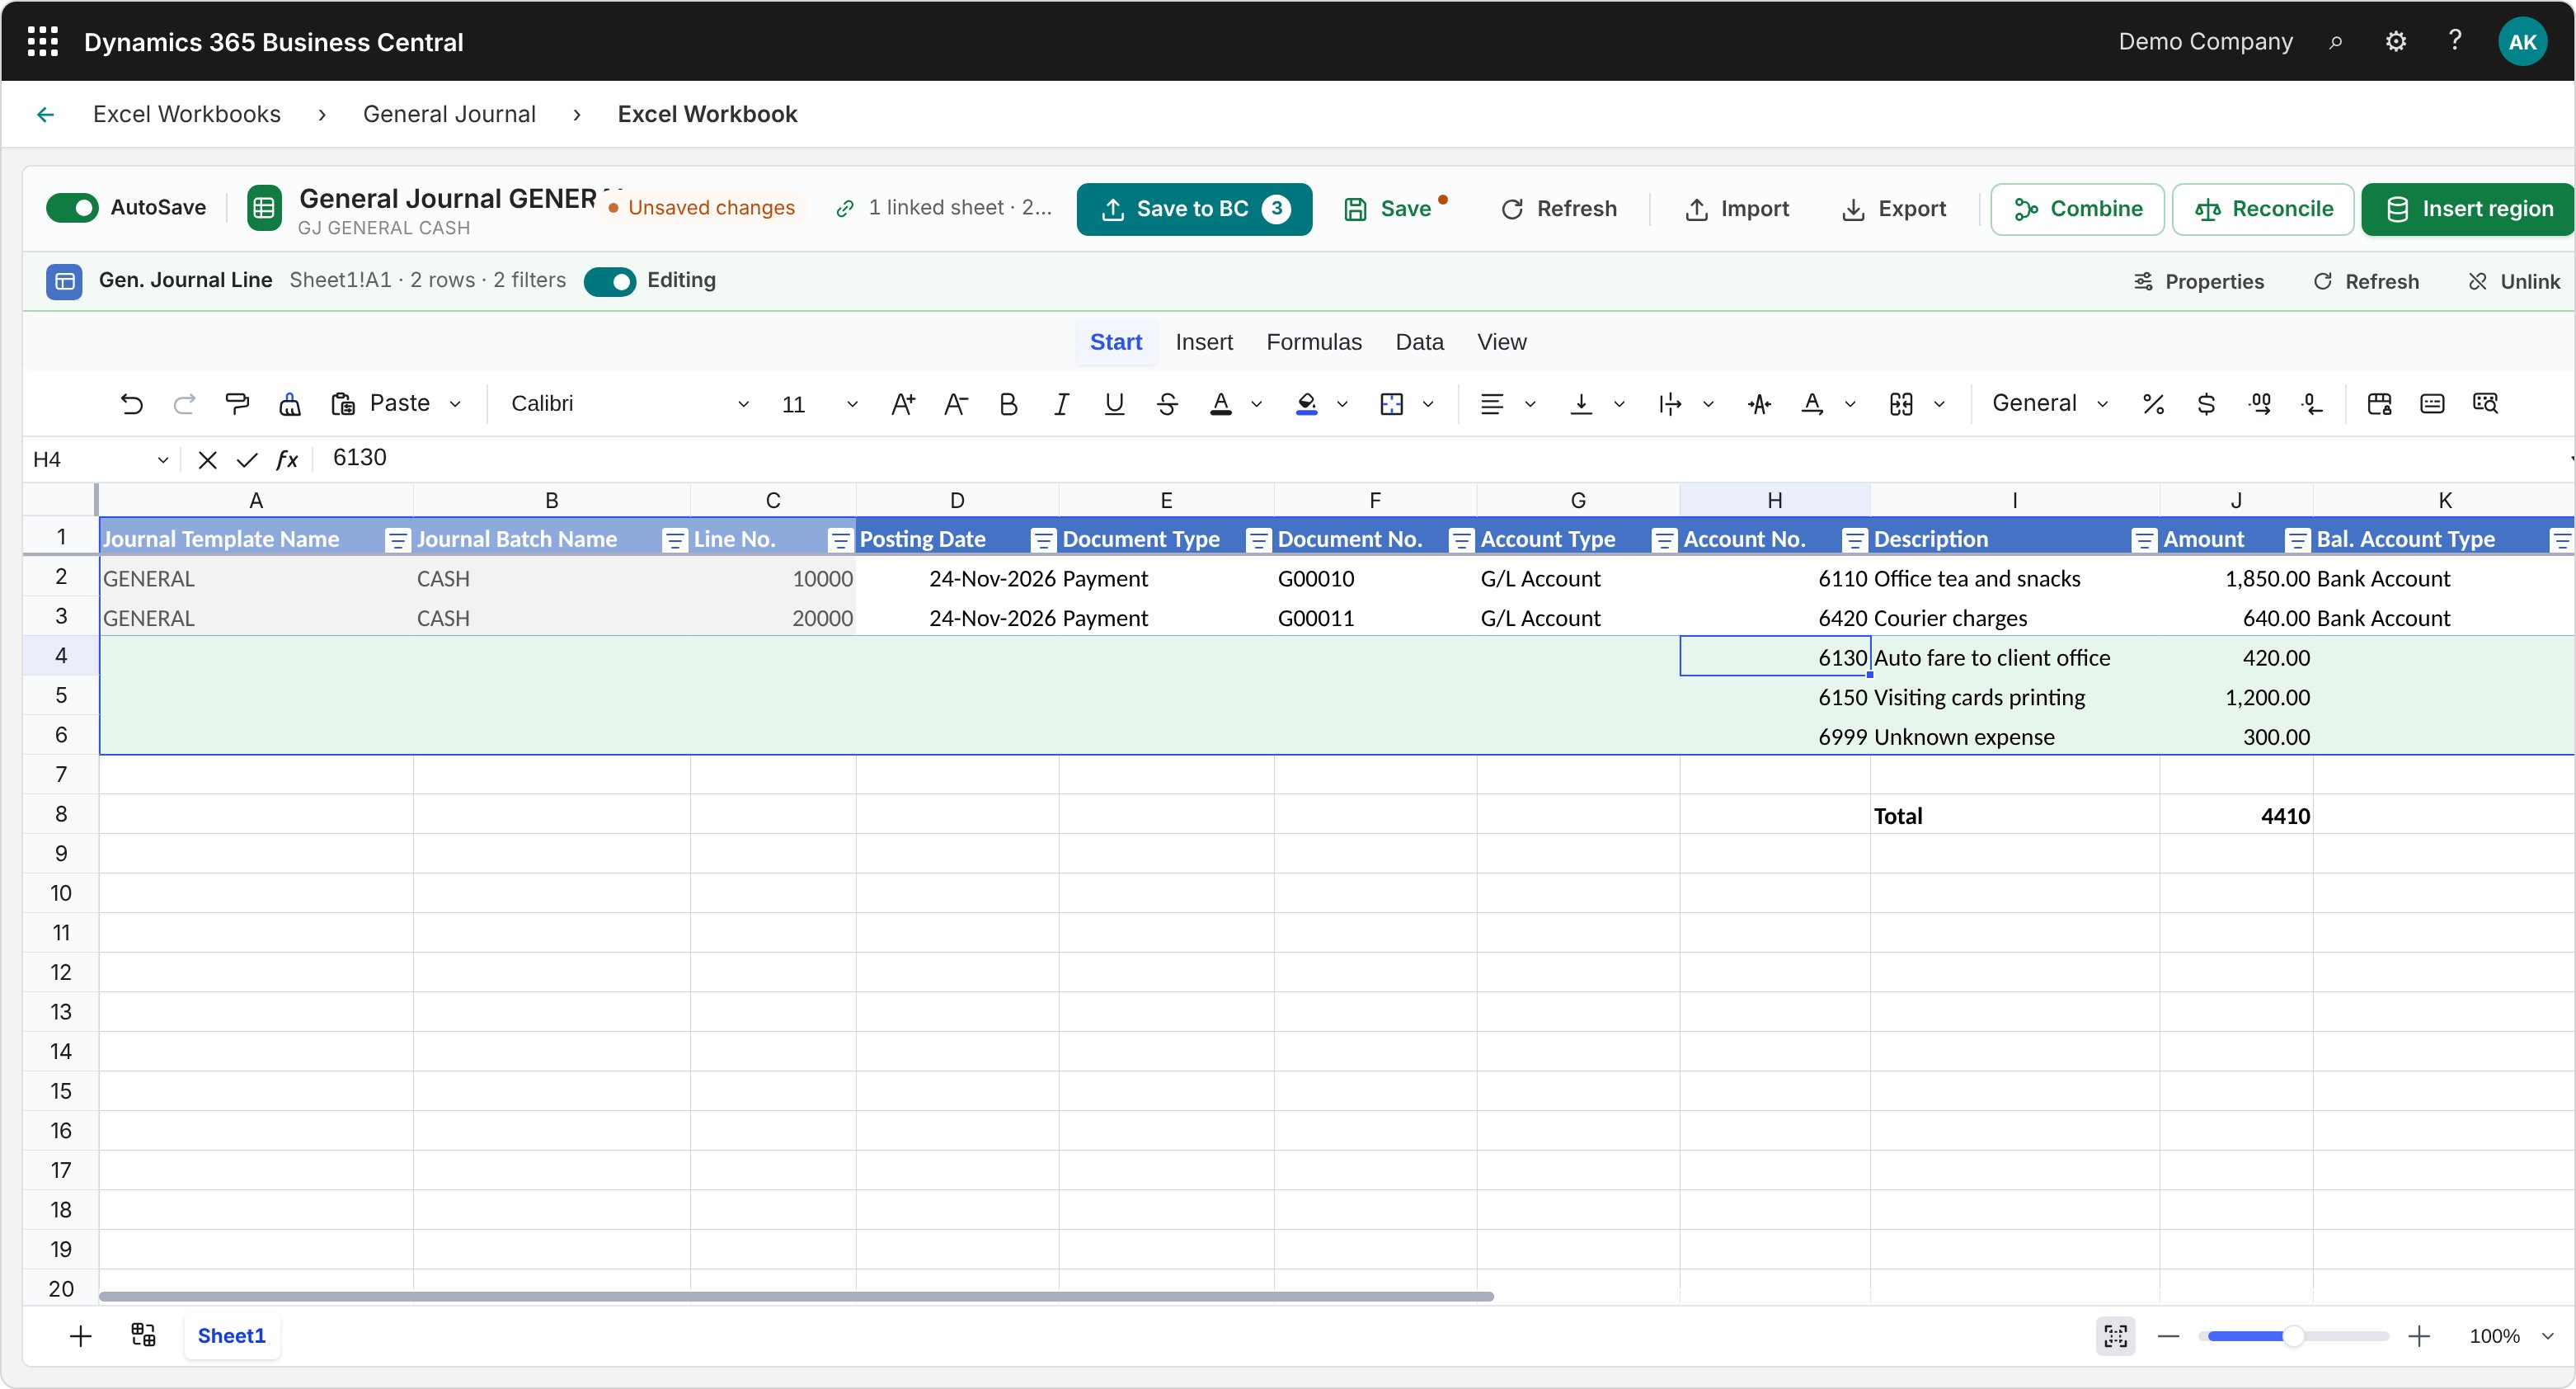 Dynamics 365 Business Central
Demo Company ? AK
Excel Workbooks › General Journal › Excel Workbook
AutoSave General Journal GENER Unsaved changes 1 linked sheet · 2... Save to BC 3 Save Refresh Import Export Combine Reconcile Insert region
GJ GENERAL CASH
Gen. Journal Line Sheet1!A1 · 2 rows · 2 filters Editing Properties Refresh Unlink
Start Insert Formulas Data View
Paste Calibri 11 General
H4 fx 6130
A B C D E F G H I J K
1 Journal Template Name Journal Batch Name Line No. Posting Date Document Type Document No. Account Type Account No. Description Amount Bal. Account Type
2 GENERAL CASH 10000 24-Nov-2026 Payment G00010 G/L Account 6110 Office tea and snacks 1,850.00 Bank Account
3 GENERAL CASH 20000 24-Nov-2026 Payment G00011 G/L Account 6420 Courier charges 640.00 Bank Account
4 6130 Auto fare to client office 420.00
5 6150 Visiting cards printing 1,200.00
6 6999 Unknown expense 300.00
7
8 Total 4410
9
10
11
12
13
14
15
16
17
18
19
20
Sheet1 100%